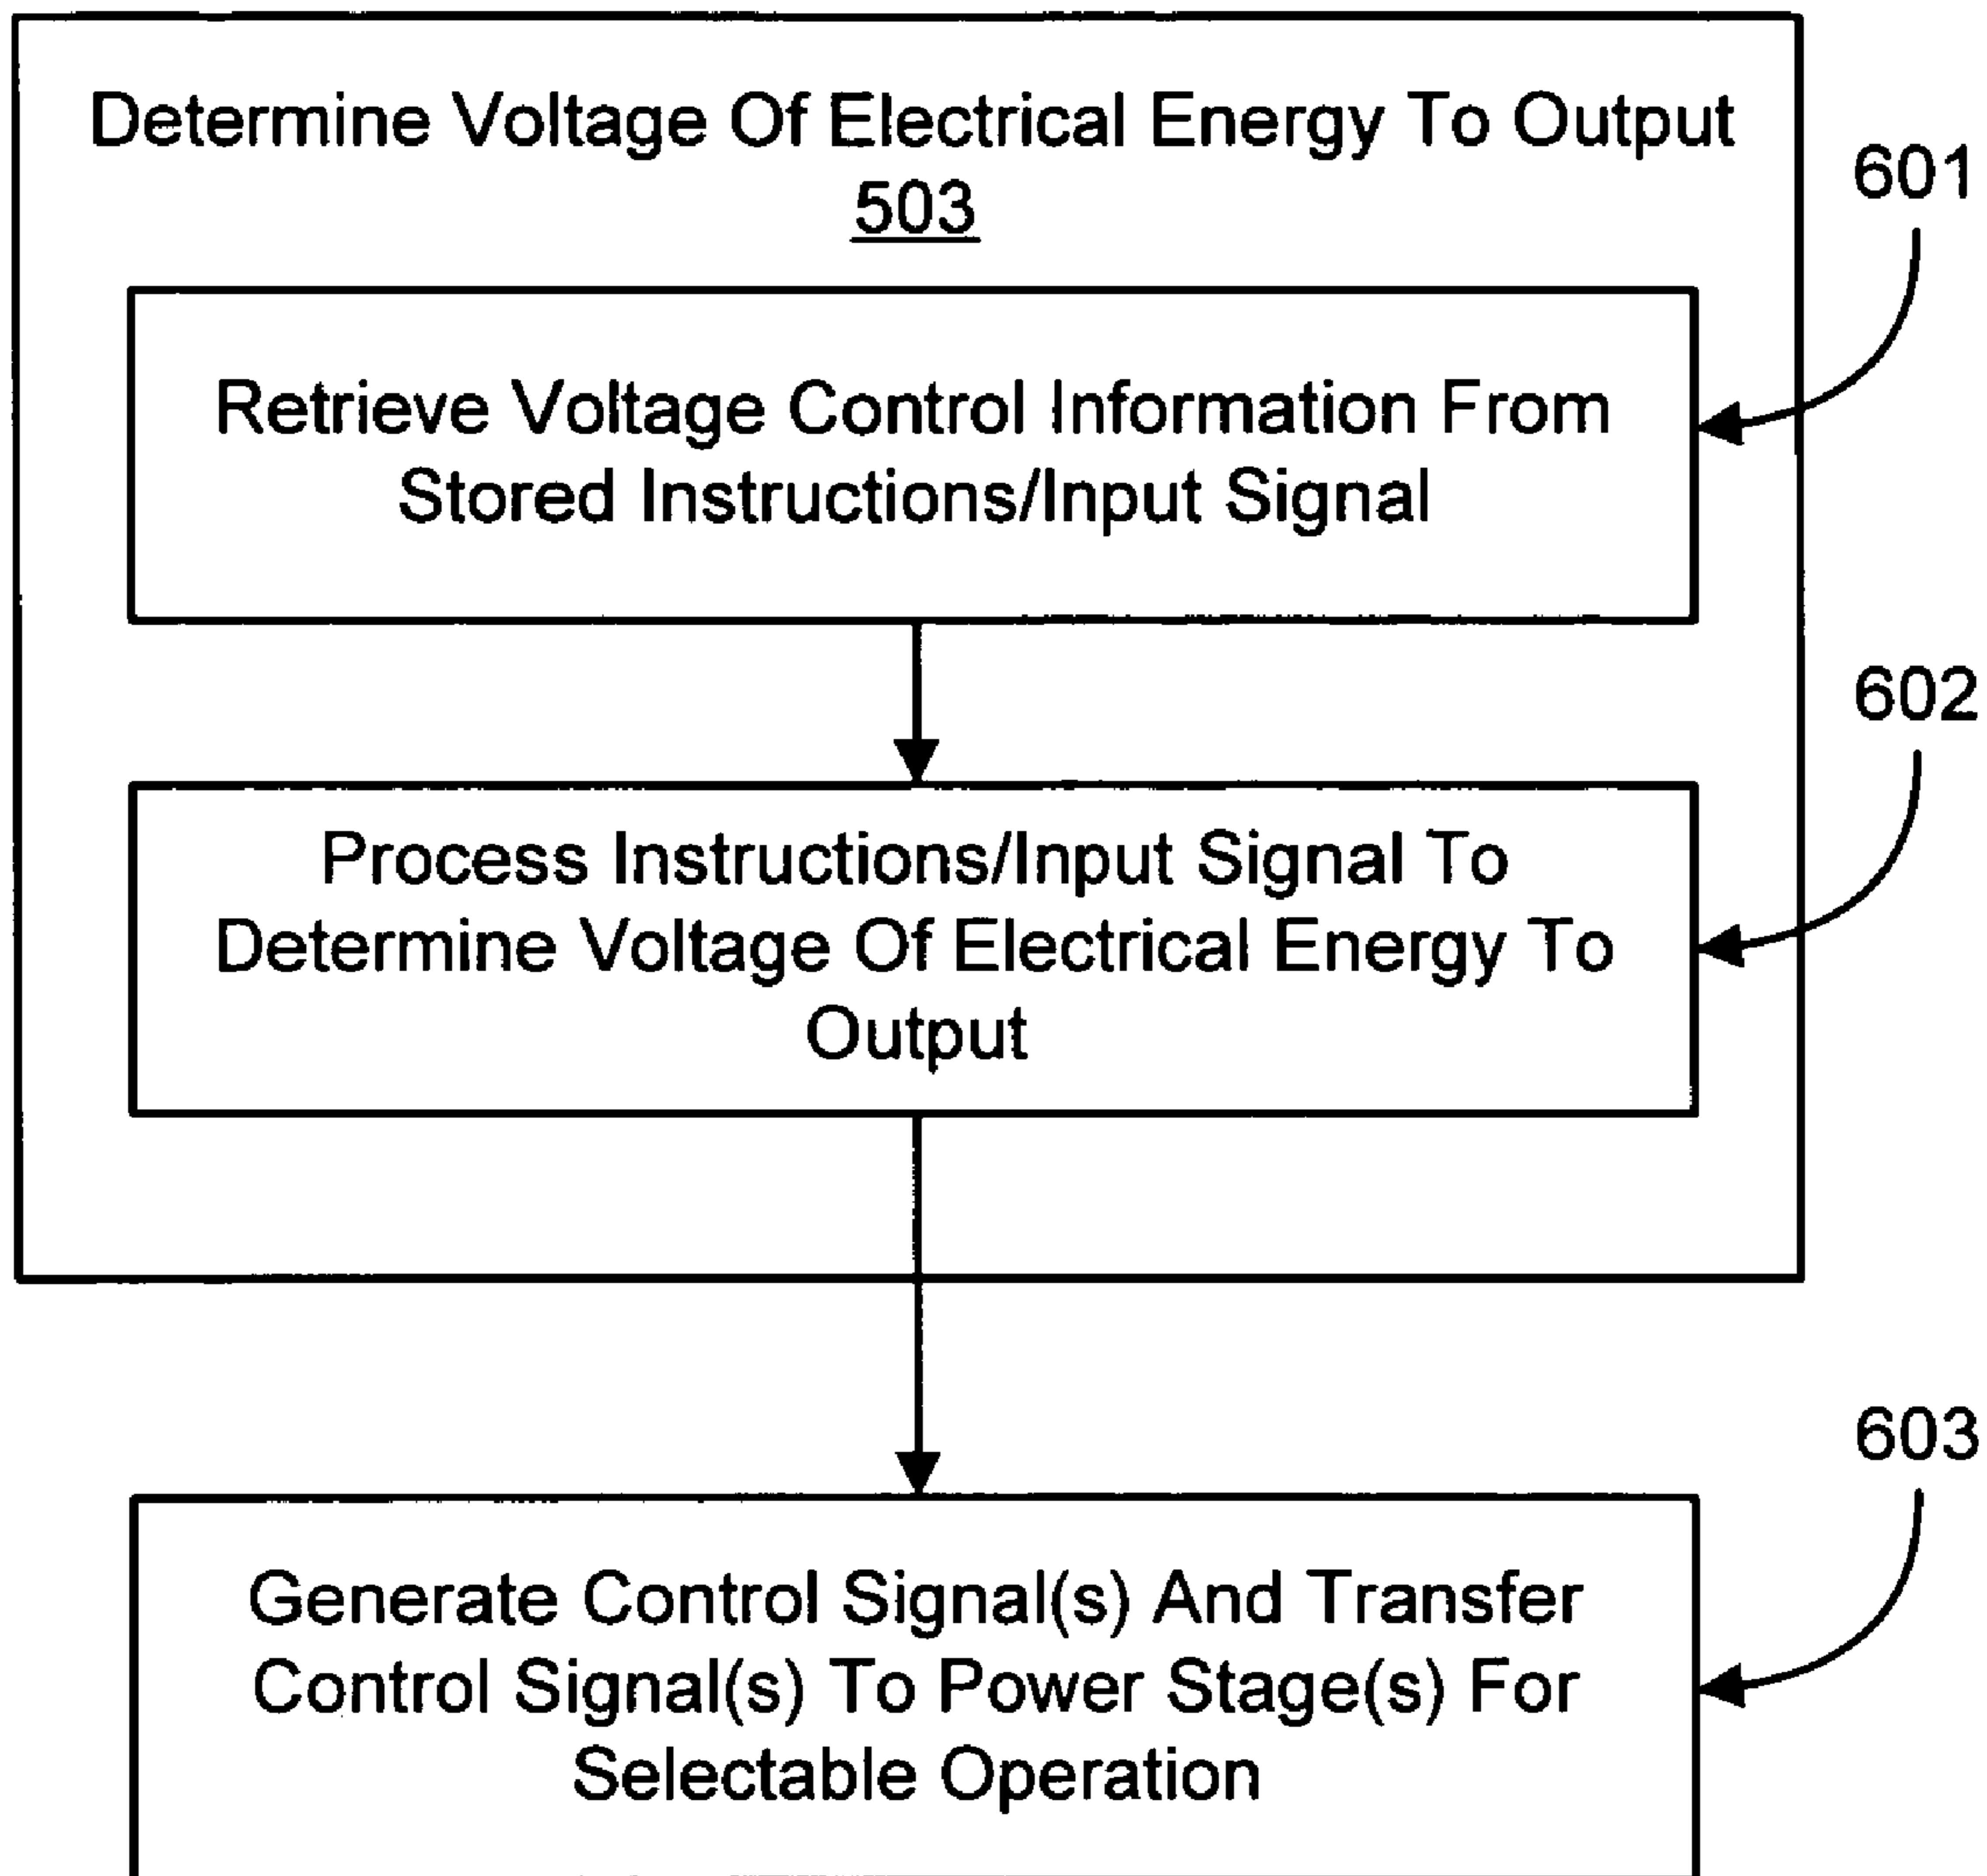 Determine Voltage Of Electrical Energy To Output
503
601
Retrieve Voltage Control Information From
Stored Instructions/Input Signal
602
Process Instructions/Input Signal To
Determine Voltage Of Electrical Energy To
Output
603
Generate Control Signal(s) And Transfer
Control Signal(s) To Power Stage(s) For
Selectable Operation